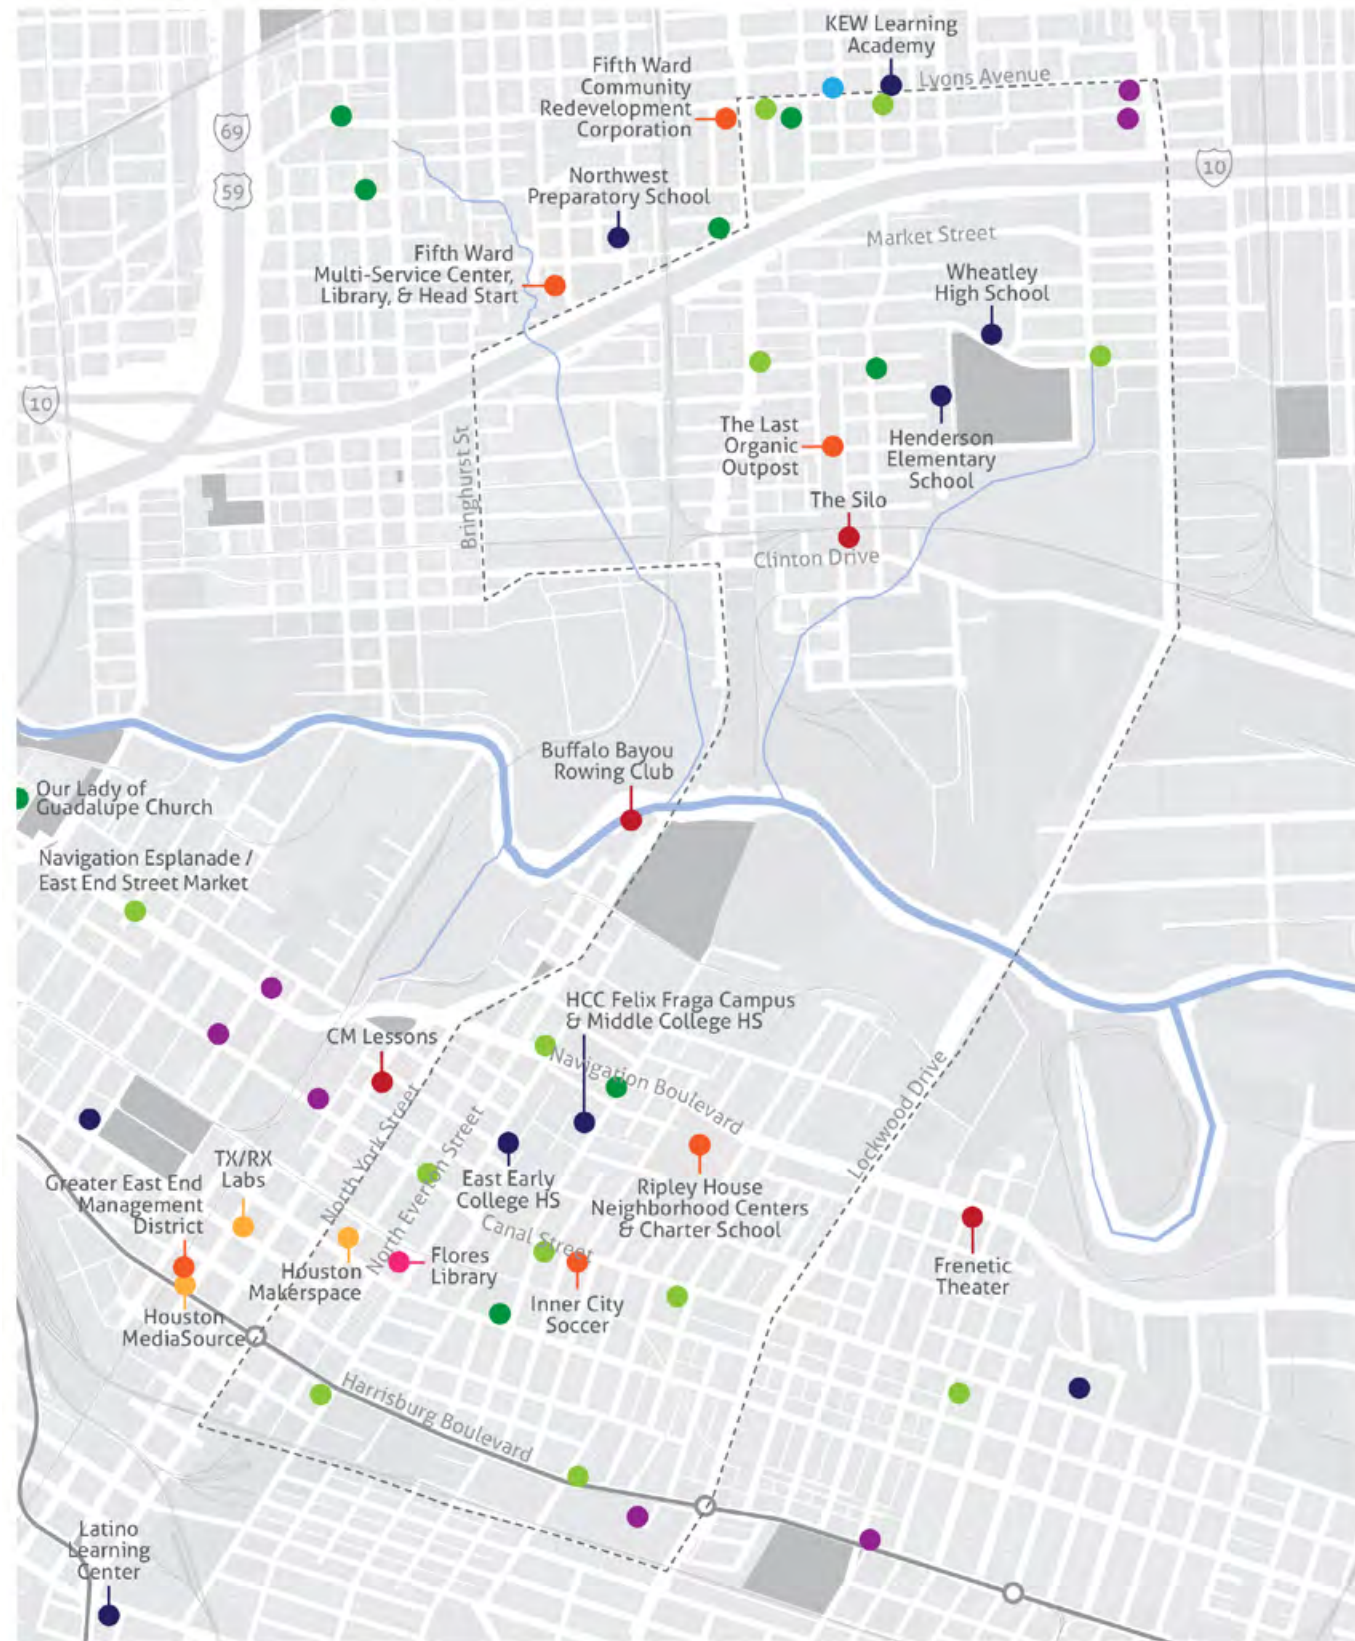 KEW Learning
Academy
Lyons Avenue
Fifth Ward
Community
Redevelopment
Corporation
69
59
10
Northwest
Preparatory School
Market Street
Fifth Ward
Multi-Service Center,
Library, & Head Start
Wheatley
High School
10
Bringhurst St
The Last
Organic
Outpost
Henderson
Elementary
School
The Silo
Clinton Drive
Buffalo Bayou
Rowing Club
Our Lady of
Guadalupe Church
Navigation Esplanade /
East End Street Market
HCC Felix Fraga Campus
& Middle College HS
CM Lessons
Navigation Boulevard
Lockwood Drive
North York Street
North Everton Street
TX/RX
Labs
Greater East End
Management
District
East Early
College HS
Ripley House
Neighborhood Centers
& Charter School
Canal Street
Houston
Makerspace
Flores
Library
Frenetic
Theater
Inner City
Soccer
Houston
MediaSource
Harrisburg Boulevard
Latino
Learning
Center